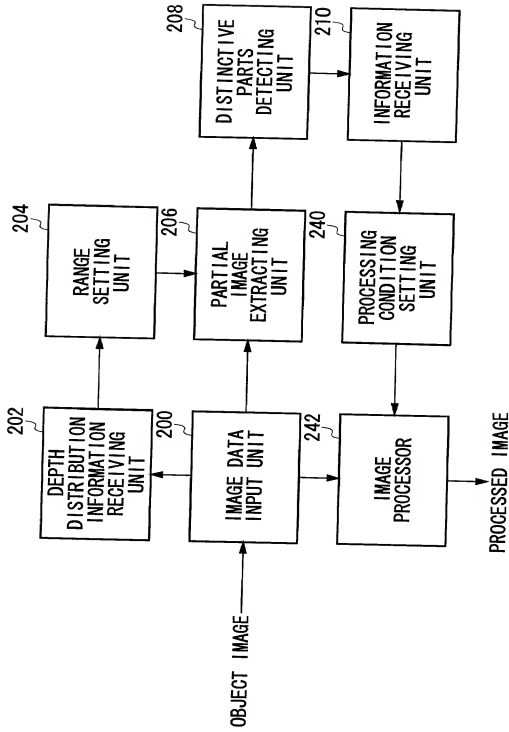 208
DISTINCTIVE
PARTS
DETECTING
UNIT
210
INFORMATION
RECEIVING
UNIT
204
RANGE
SETTING
UNIT
206
PARTIAL
IMAGE
EXTRACTING
UNIT
240
PROCESSING
CONDITION
SETTING
UNIT
202
DEPTH
DISTRIBUTION
INFORMATION
RECEIVING
UNIT
200
IMAGE DATA
INPUT UNIT
242
IMAGE
PROCESSOR
OBJECT IMAGE
PROCESSED IMAGE